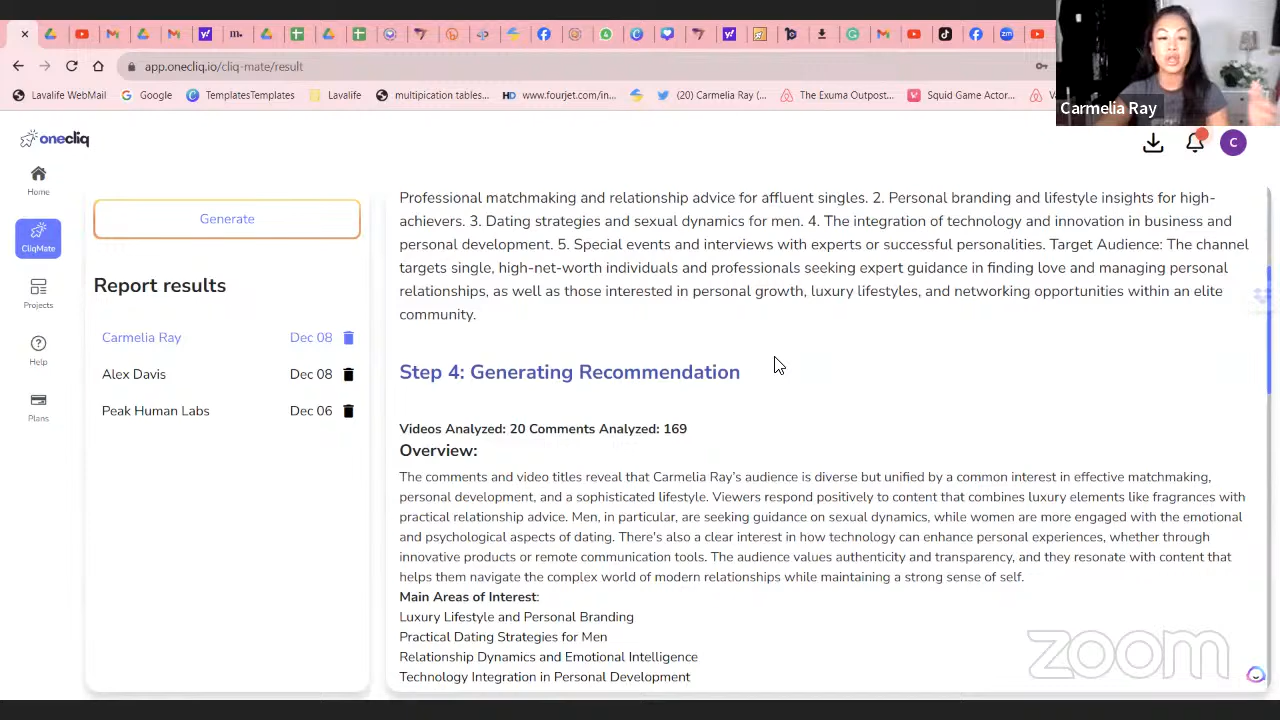 m.
app.onecliq.io/cliq-mate/result
Lavalife WebMail
Google
TemplatesTemplates
Lavalife
multipication tables...
HD
www.fourjet.com/in...
(20) Carmelia Ray (...
The Exuma Outpost...
Squid Game Actor...
Carmelia Ray
onecliq
C
Home
CliqMate
Projects
Help
Plans
Generate
Report results
Carmelia Ray Dec 08
Alex Davis Dec 08
Peak Human Labs Dec 06
Professional matchmaking and relationship advice for affluent singles. 2. Personal branding and lifestyle insights for high-
achievers. 3. Dating strategies and sexual dynamics for men. 4. The integration of technology and innovation in business and
personal development. 5. Special events and interviews with experts or successful personalities. Target Audience: The channel
targets single, high-net-worth individuals and professionals seeking expert guidance in finding love and managing personal
relationships, as well as those interested in personal growth, luxury lifestyles, and networking opportunities within an elite
community.
Step 4: Generating Recommendation
Videos Analyzed: 20 Comments Analyzed: 169
Overview:
The comments and video titles reveal that Carmelia Ray's audience is diverse but unified by a common interest in effective matchmaking,
personal development, and a sophisticated lifestyle. Viewers respond positively to content that combines luxury elements like fragrances with
practical relationship advice. Men, in particular, are seeking guidance on sexual dynamics, while women are more engaged with the emotional
and psychological aspects of dating. There's also a clear interest in how technology can enhance personal experiences, whether through
innovative products or remote communication tools. The audience values authenticity and transparency, and they resonate with content that
helps them navigate the complex world of modern relationships while maintaining a strong sense of self.
Main Areas of Interest:
Luxury Lifestyle and Personal Branding
Practical Dating Strategies for Men
Relationship Dynamics and Emotional Intelligence
Technology Integration in Personal Development
zoom